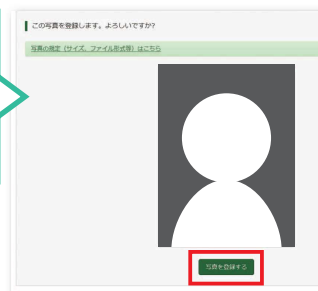 この写真を登録します。よろしいですか?
写真の規定（サイズ、ファイル形式等）はこちら
写真を登録する